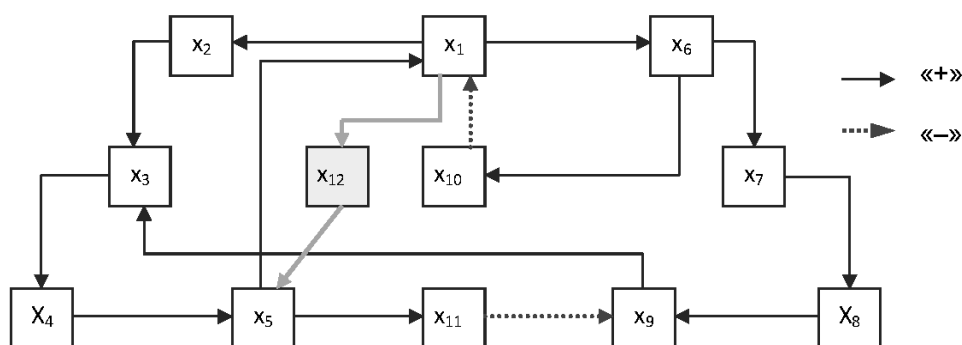 x₂ x₁ x₆ «+»
«–»
x₃ x₁₂ x₁₀ x₇
X₄ x₅ x₁₁ x₉ X₈